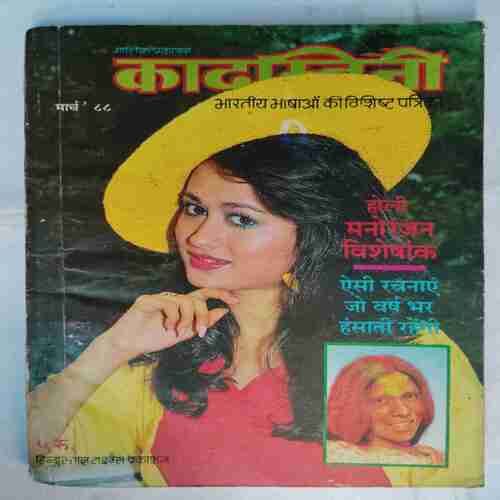 कादम्बिनी
मार्च ' ८८
भारतीय भाषाओं की विशिष्ट पत्रिका
होली
मनोरंजन
विशेषांक
ऐसी रचनाएं
जो वर्ष भर
हंसाती रहेंगी
हिन्दुस्तान टाइम्स प्रकाशन